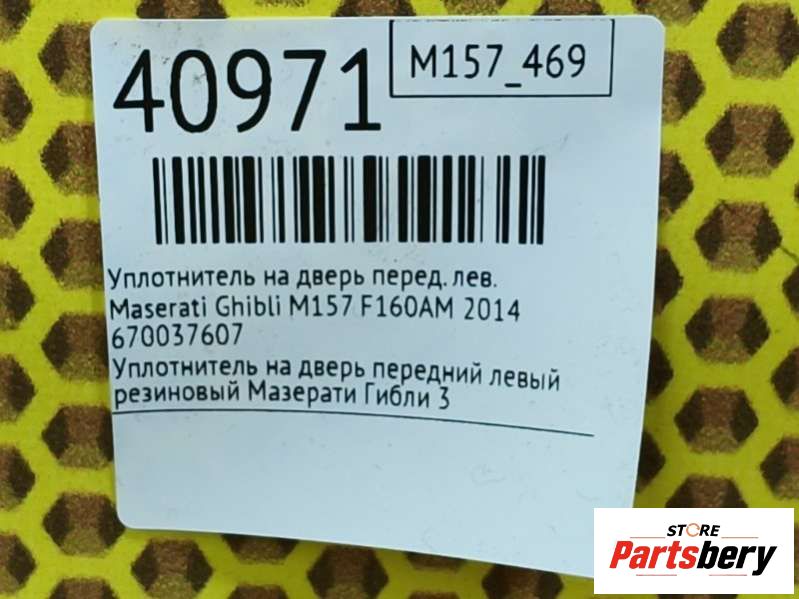 40971
M157_469
Уплотнитель на дверь перед. лев.
Maserati Ghibli M157 F160AM 2014
670037607
Уплотнитель на дверь передний левый
резиновый Мазерати Гибли 3
STORE
Partsbery